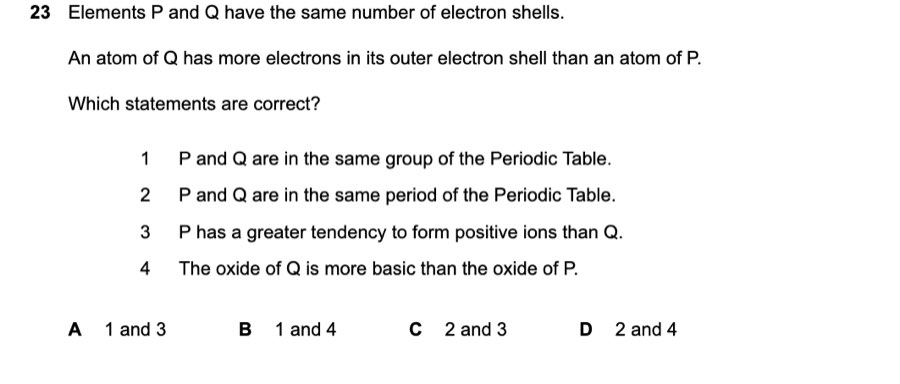 23 Elements P and Q have the same number of electron shells.
An atom of Q has more electrons in its outer electron shell than an atom of P.
Which statements are correct?
1 P and Q are in the same group of the Periodic Table.
2 P and Q are in the same period of the Periodic Table.
3 P has a greater tendency to form positive ions than Q.
4 The oxide of Q is more basic than the oxide of P.
A 1 and 3 B 1 and 4 C 2 and 3 D 2 and 4